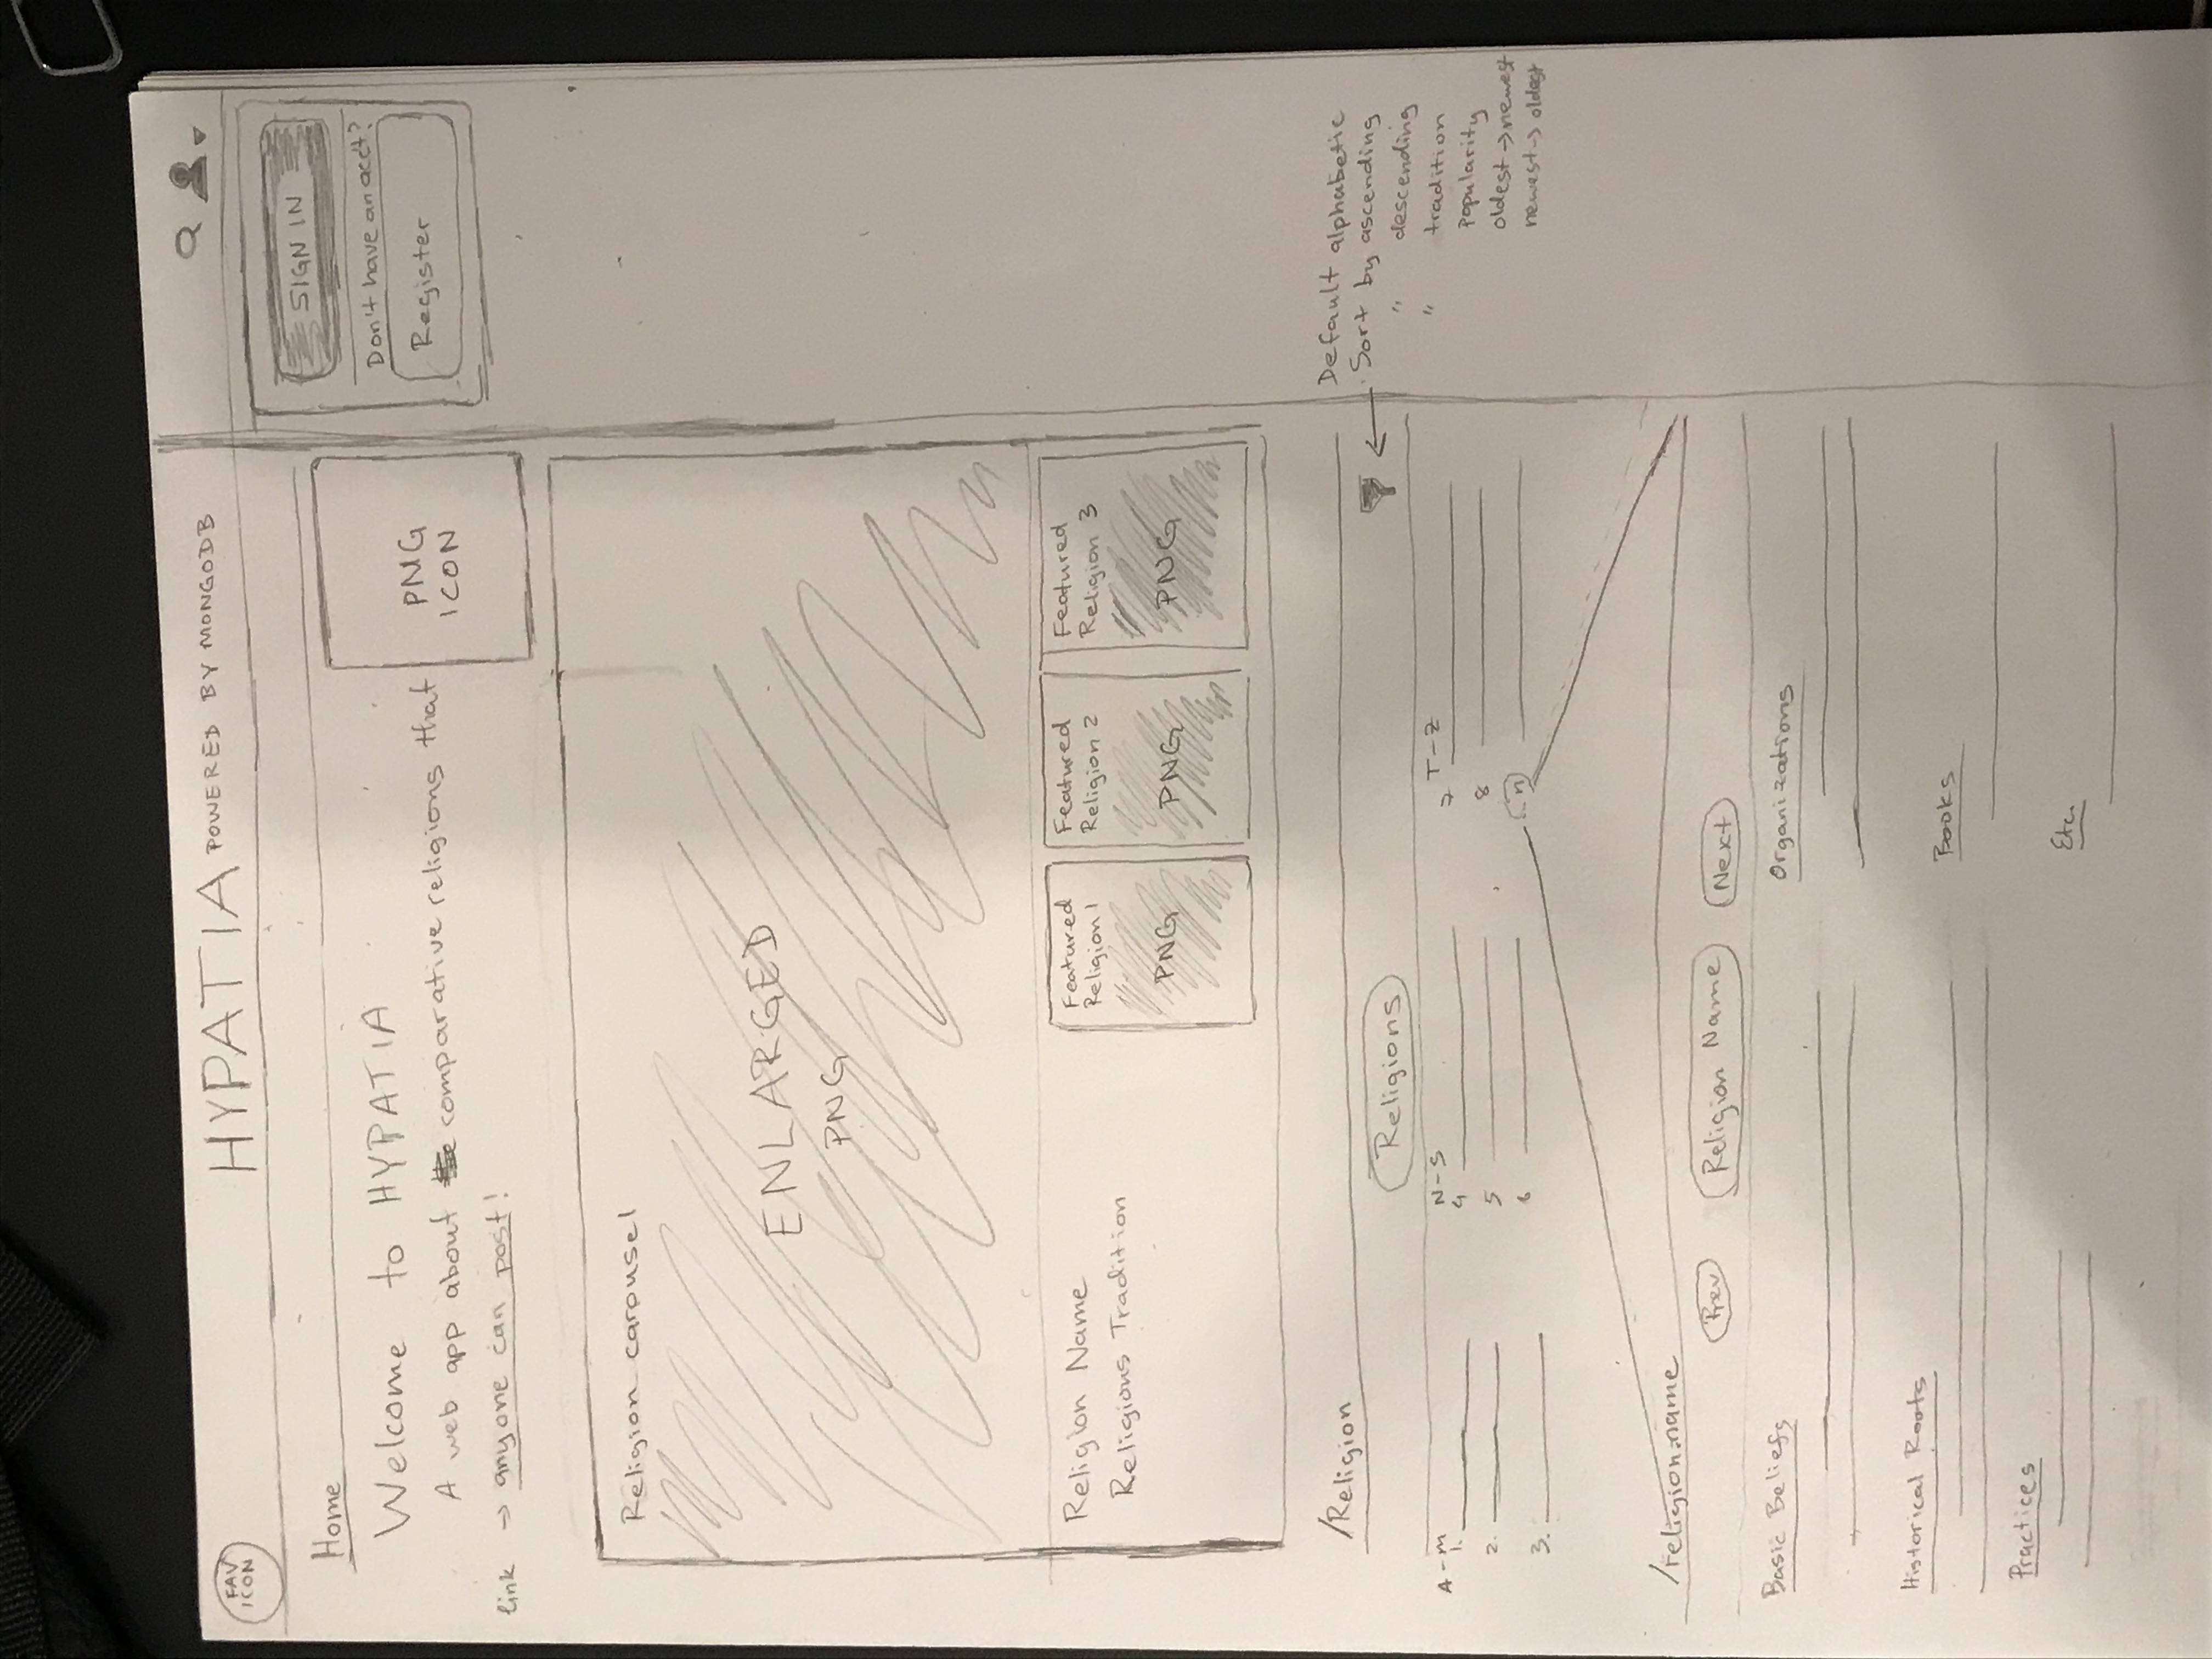 FAV
ICON
HYPATIA POWERED BY MONGODB
SIGN IN
Don't have an acct?
Register
Home
Welcome to HYPATIA
A web app about the comparative religions that
link → anyone can post!
PNG
ICON
Religion carousel
ENLARGED
PNG
Religion Name
Religions Tradition
Featured
Religion 1
PNG
Featured
Religion 2
PNG
Featured
Religion 3
PNG
/Religion
Religions
Default alphabetic
Sort by ascending
" descending
" tradition
popularity
oldest → newest
newest → oldest
A-M
1.
2.
3.
N-S
4
5
6
T-Z
7
8
...n
/religion.name
Prev
Religion Name
Next
Basic Beliefs
Historical Roots
Practices
Organizations
Books
Etc.